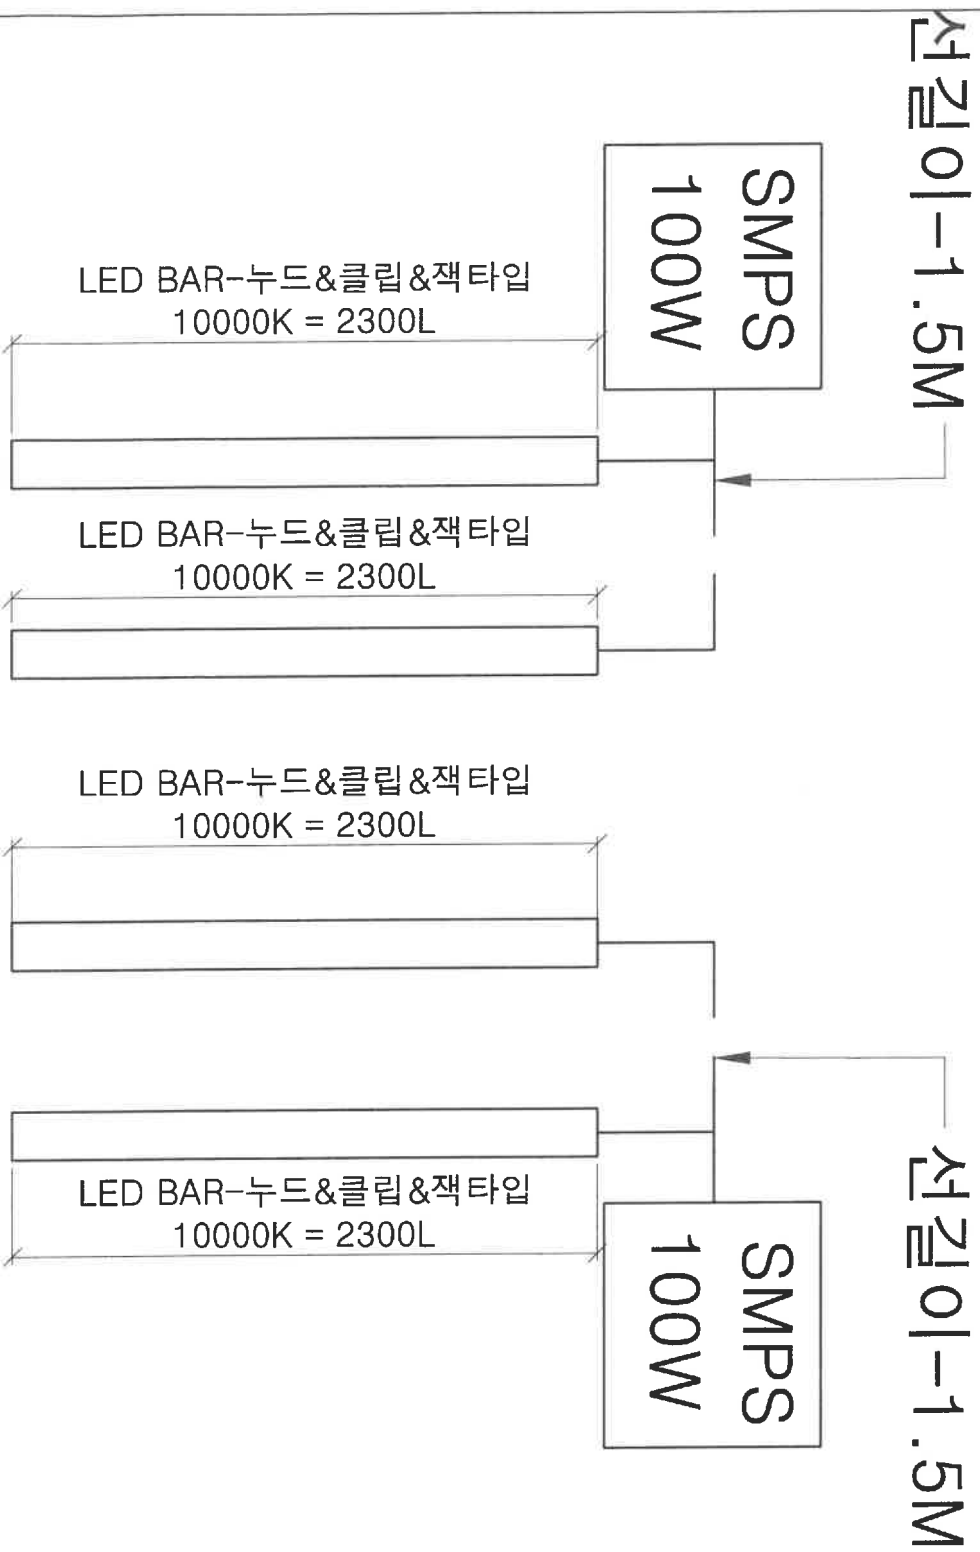 선길이-1.5M
SMPS
100W
LED BAR-누드&클립&잭타입
10000K = 2300L
LED BAR-누드&클립&잭타입
10000K = 2300L
LED BAR-누드&클립&잭타입
10000K = 2300L
LED BAR-누드&클립&잭타입
10000K = 2300L
선길이-1.5M
SMPS
100W